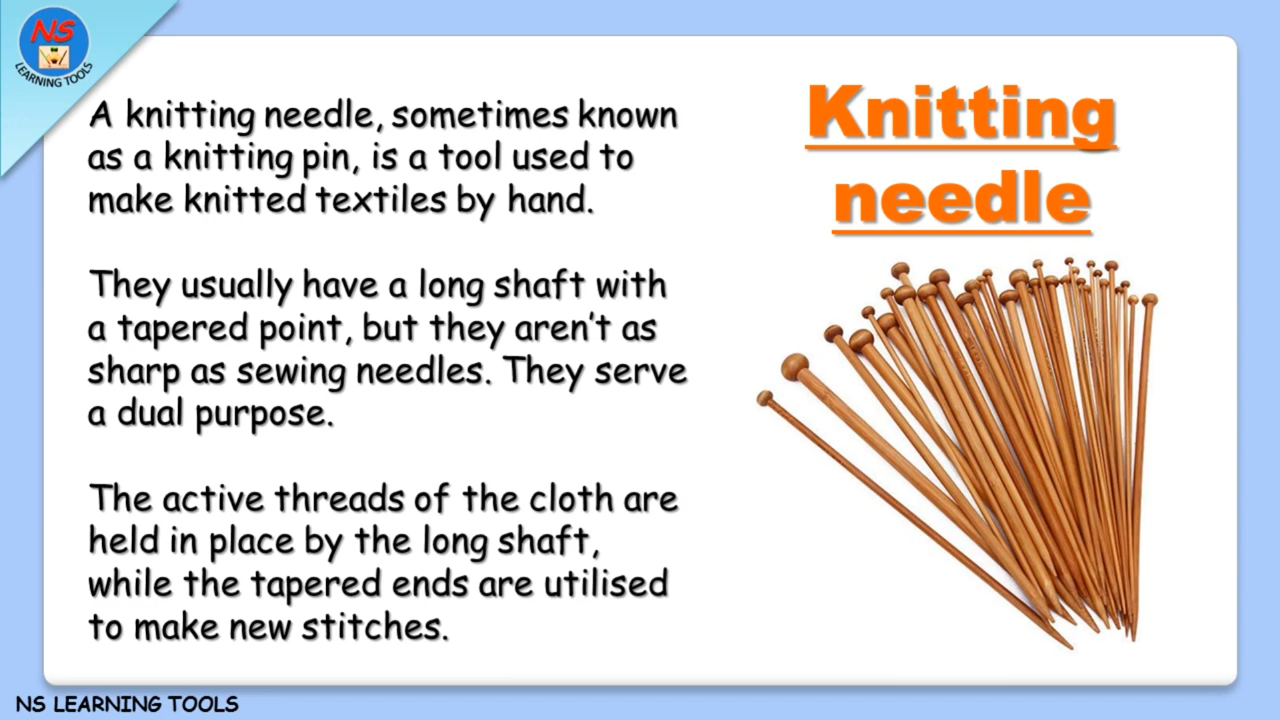 NS
LEARNING TOOLS
A knitting needle, sometimes known
as a knitting pin, is a tool used to
make knitted textiles by hand.
They usually have a long shaft with
a tapered point, but they aren't as
sharp as sewing needles. They serve
a dual purpose.
The active threads of the cloth are
held in place by the long shaft,
while the tapered ends are utilised
to make new stitches.
Knitting
needle
NS LEARNING TOOLS